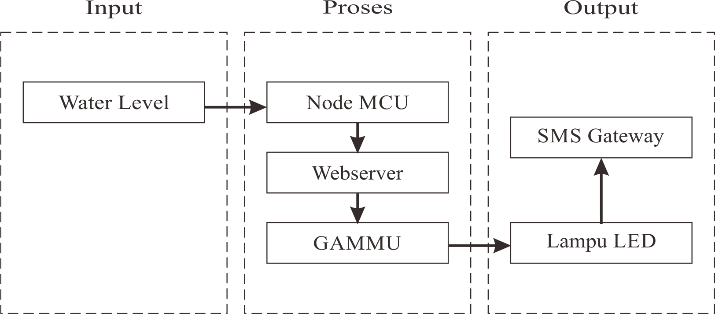 Input
Proses
Output
Water Level
Node MCU
Webserver
GAMMU
SMS Gateway
Lampu LED